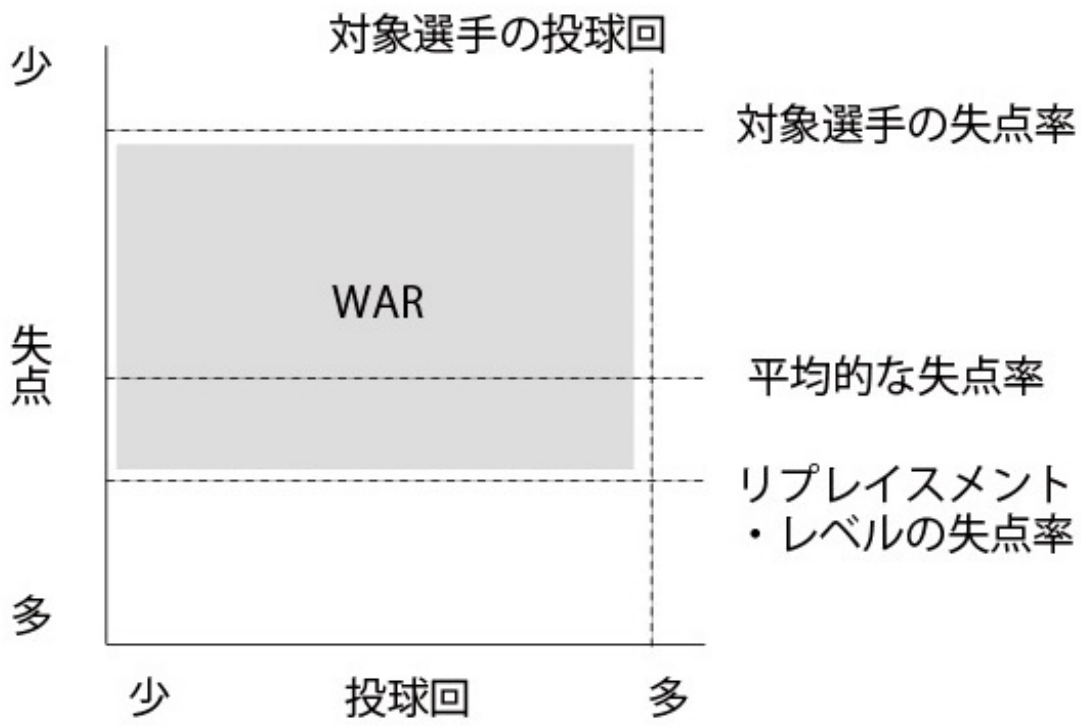 対象選手の投球回
少
対象選手の失点率
WAR
失点
平均的な失点率
リプレイスメント
・レベルの失点率
多
少
投球回
多